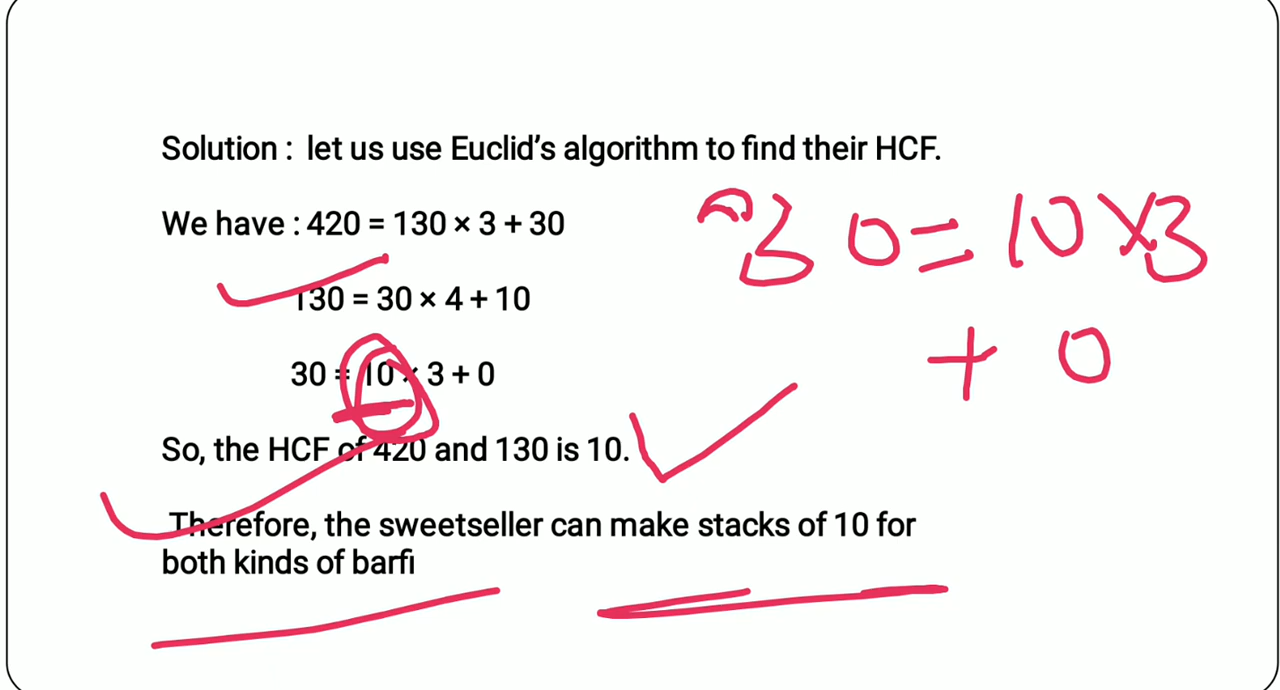 Solution : let us use Euclid's algorithm to find their HCF.
We have : 420 = 130 × 3 + 30
130 = 30 × 4 + 10
30 = 10 × 3 + 0
So, the HCF of 420 and 130 is 10.
Therefore, the sweetseller can make stacks of 10 for
both kinds of barfi
30 = 10 × 3
+ 0